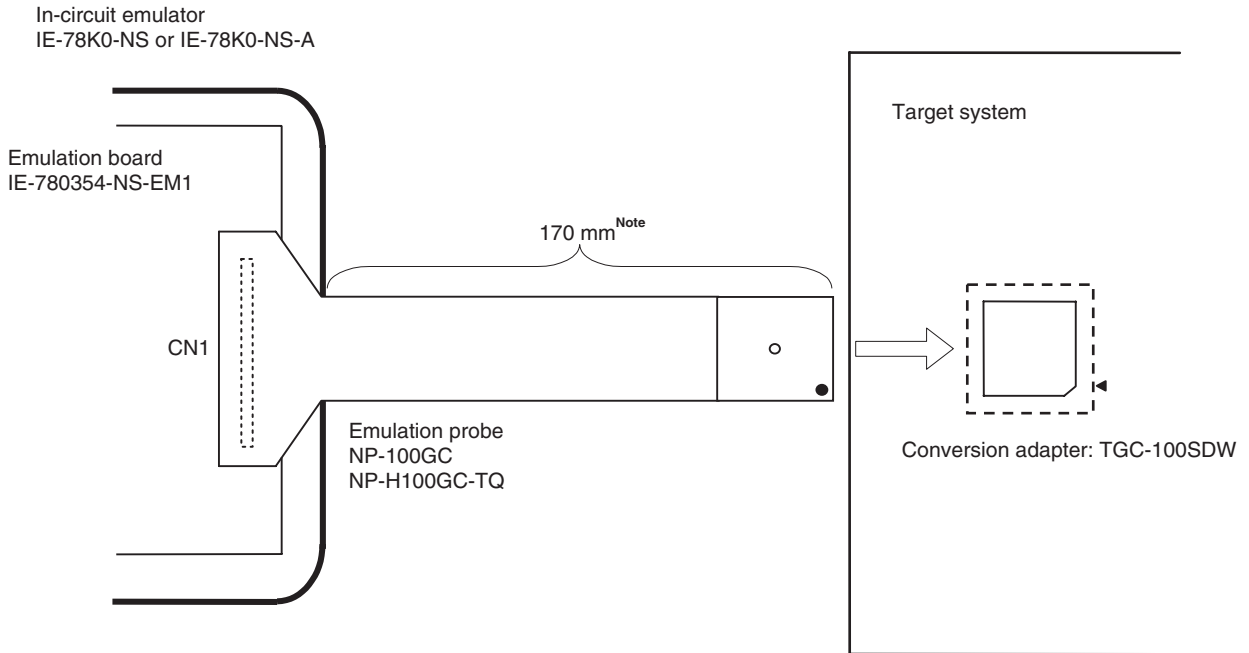 In-circuit emulator
IE-78K0-NS or IE-78K0-NS-A
Target system
Emulation board
IE-780354-NS-EM1
170 mmNote
CN1
Emulation probe
NP-100GC
NP-H100GC-TQ
Conversion adapter: TGC-100SDW